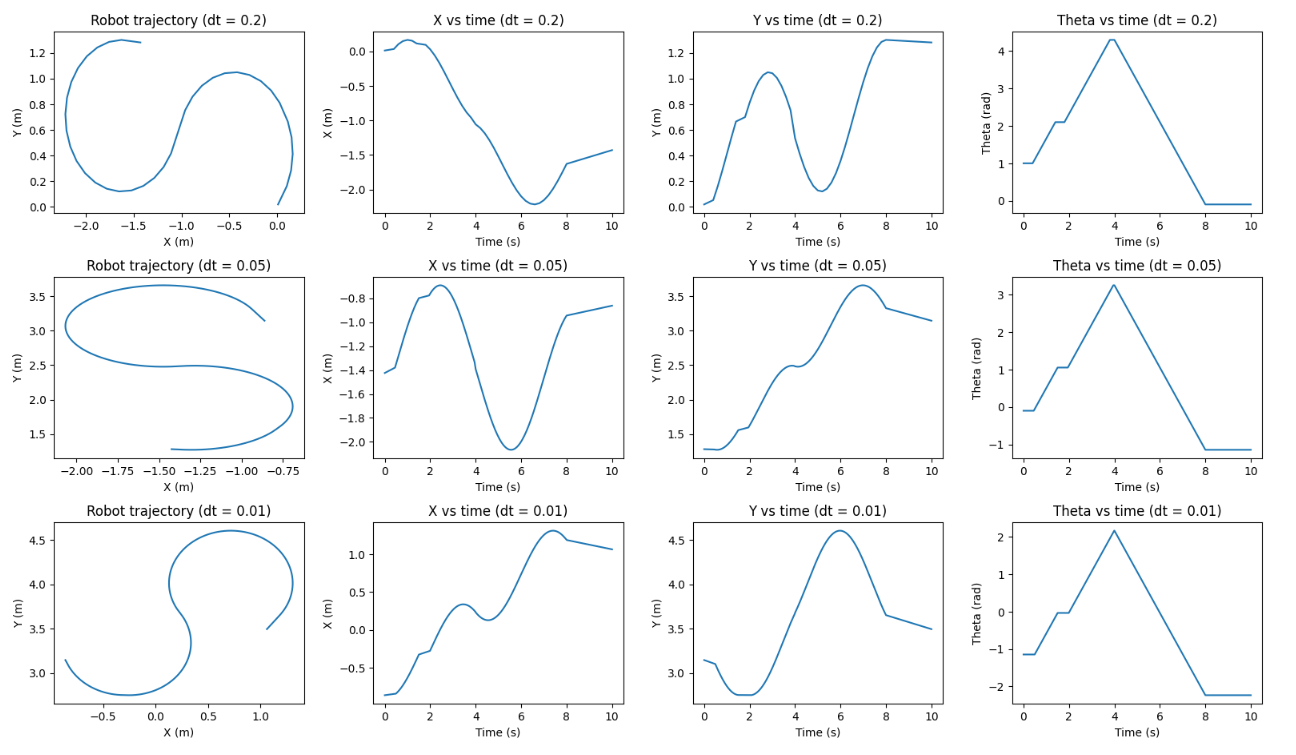 Robot trajectory (dt = 0.2)
Y (m)
1.2
1.0
0.8
0.6
0.4
0.2
0.0
−2.0 −1.5 −1.0 −0.5 0.0
X (m)
X vs time (dt = 0.2)
X (m)
0.0
−0.5
−1.0
−1.5
−2.0
0 2 4 6 8 10
Time (s)
Y vs time (dt = 0.2)
Y (m)
1.2
1.0
0.8
0.6
0.4
0.2
0.0
0 2 4 6 8 10
Time (s)
Theta vs time (dt = 0.2)
Theta (rad)
4
3
2
1
0
0 2 4 6 8 10
Time (s)
Robot trajectory (dt = 0.05)
Y (m)
3.5
3.0
2.5
2.0
1.5
−2.00 −1.75 −1.50 −1.25 −1.00 −0.75
X (m)
X vs time (dt = 0.05)
X (m)
−0.8
−1.0
−1.2
−1.4
−1.6
−1.8
−2.0
0 2 4 6 8 10
Time (s)
Y vs time (dt = 0.05)
Y (m)
3.5
3.0
2.5
2.0
1.5
0 2 4 6 8 10
Time (s)
Theta vs time (dt = 0.05)
Theta (rad)
3
2
1
0
−1
0 2 4 6 8 10
Time (s)
Robot trajectory (dt = 0.01)
Y (m)
4.5
4.0
3.5
3.0
−0.5 0.0 0.5 1.0
X (m)
X vs time (dt = 0.01)
X (m)
1.0
0.5
0.0
−0.5
0 2 4 6 8 10
Time (s)
Y vs time (dt = 0.01)
Y (m)
4.5
4.0
3.5
3.0
0 2 4 6 8 10
Time (s)
Theta vs time (dt = 0.01)
Theta (rad)
2
1
0
−1
−2
0 2 4 6 8 10
Time (s)